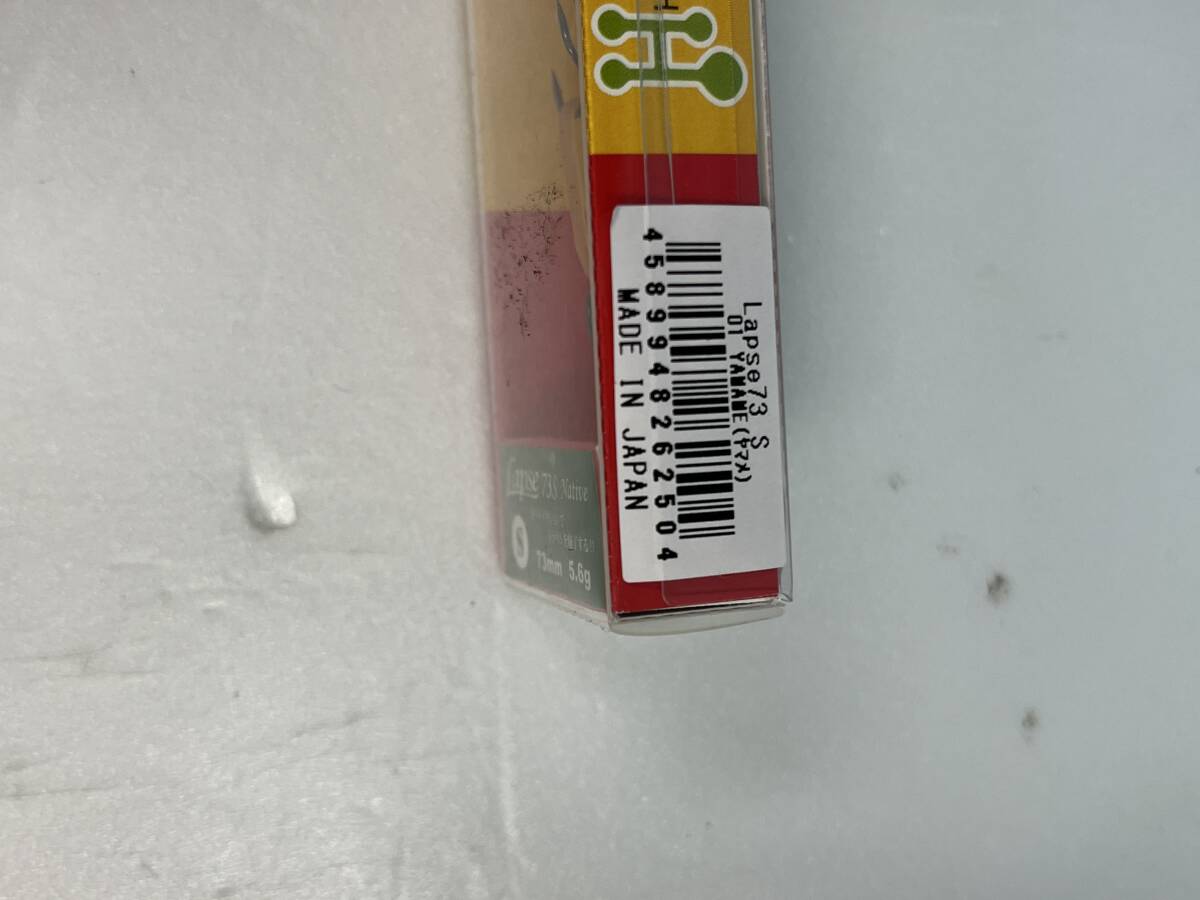 H
Lapse73 S
01 YAMAME(ヤマメ)
4589948262504
MADE IN JAPAN
Lapse 73S Native
S
73mm 5.6g